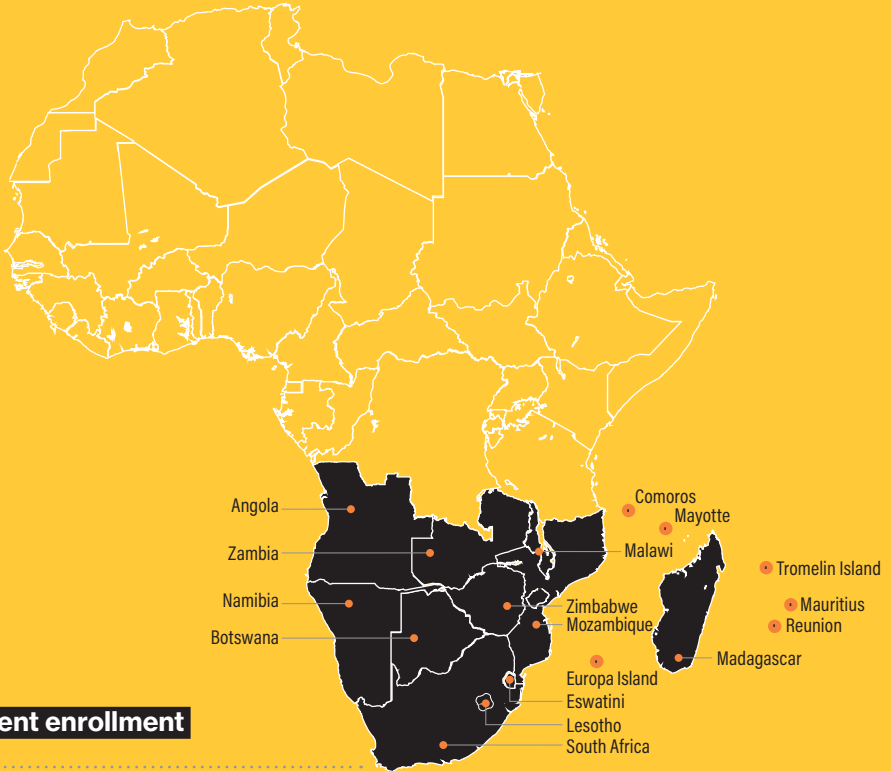 Comoros
Angola
Mayotte
Zambia
Malawi
Tromelin Island
Namibia
Zimbabwe
Mauritius
Mozambique
Reunion
Botswana
Madagascar
Europa Island
Eswatini
enrollment
Lesotho
South Africa